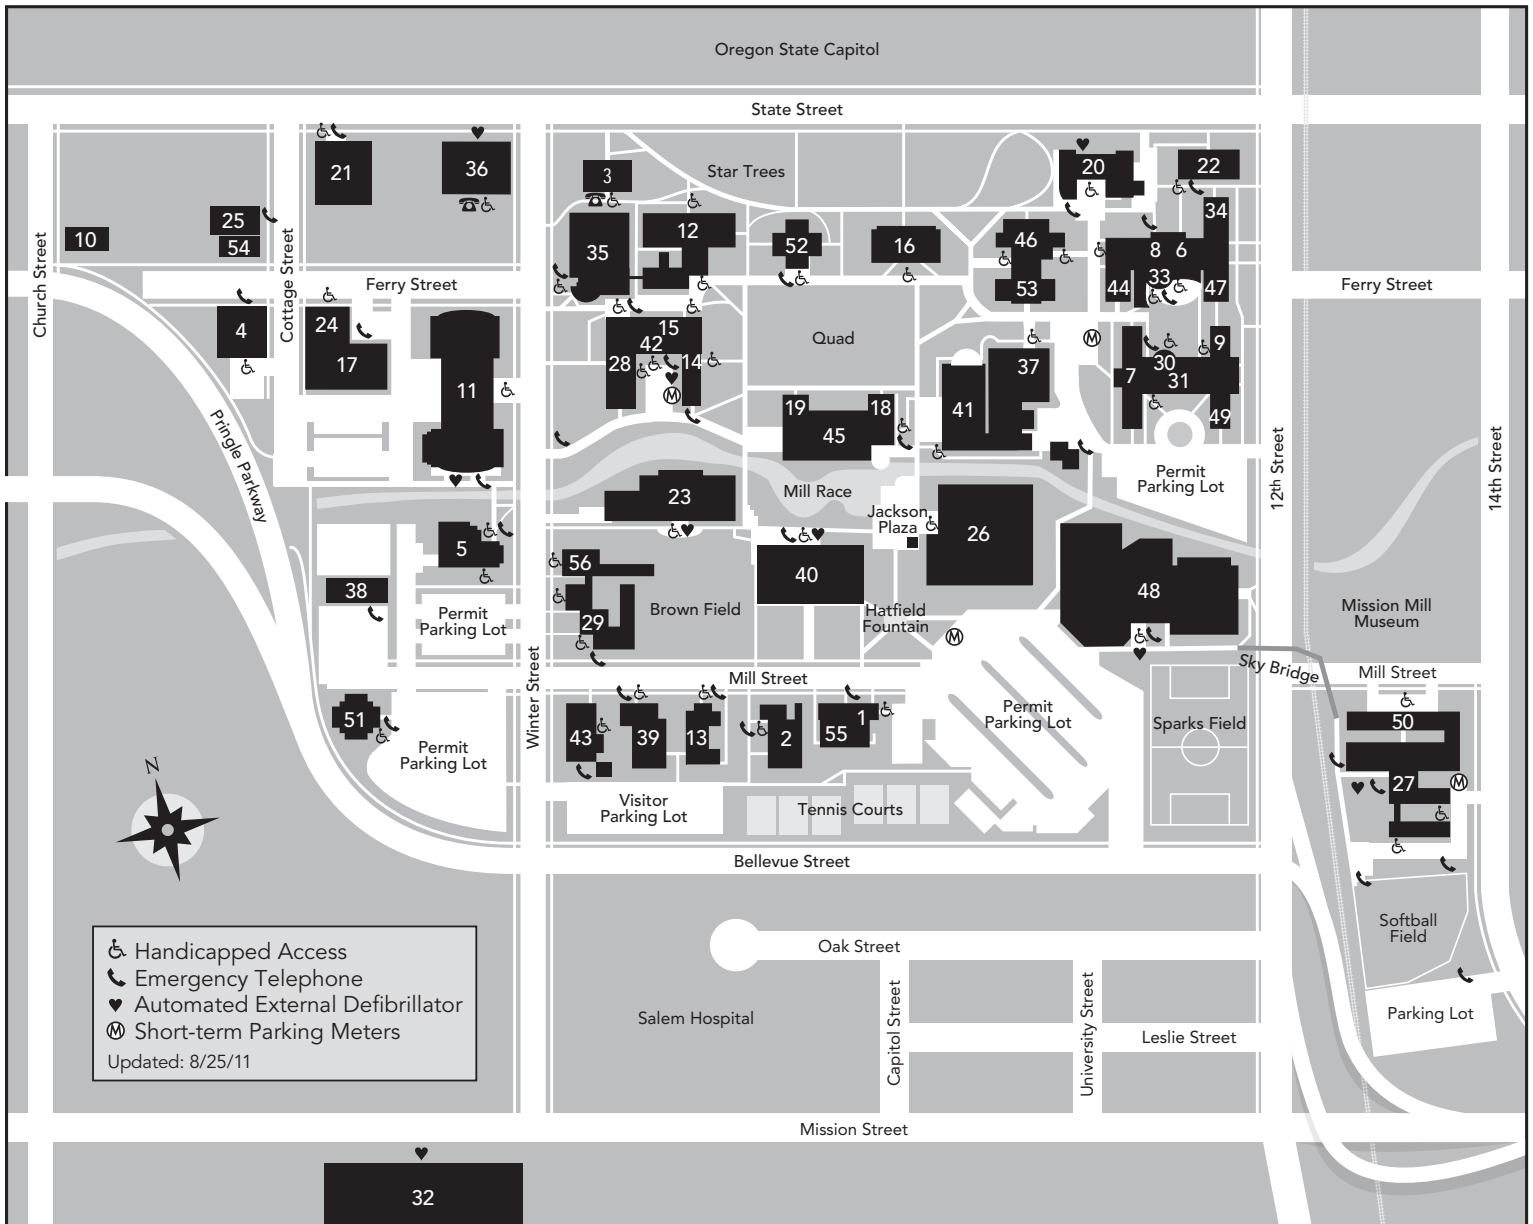 Oregon State Capitol
State Street
21
36
3
Star Trees
20
22
25
54
10
34
12
35
52
16
46
8
6
33
53
44
47
Church Street
Cottage Street
Ferry Street
Ferry Street
4
24
17
11
15
42
28
14
Quad
M
M
37
9
7
30
31
49
19
18
45
41
Pringle Parkway
12th Street
14th Street
Permit
Parking Lot
23
Mill Race
Jackson
Plaza
26
5
56
40
38
48
Permit
Parking Lot
29
Brown Field
Hatfield
Fountain
M
Mission Mill
Museum
Winter Street
Mill Street
Sky Bridge
Mill Street
51
43
39
13
2
1
55
Permit
Parking Lot
Sparks Field
50
Permit
Parking Lot
N
27
M
Visitor
Parking Lot
Tennis Courts
Bellevue Street
Softball
Field
Handicapped Access
Emergency Telephone
Automated External Defibrillator
M Short-term Parking Meters
Updated: 8/25/11
Oak Street
Salem Hospital
Capitol Street
University Street
Leslie Street
Parking Lot
Mission Street
32